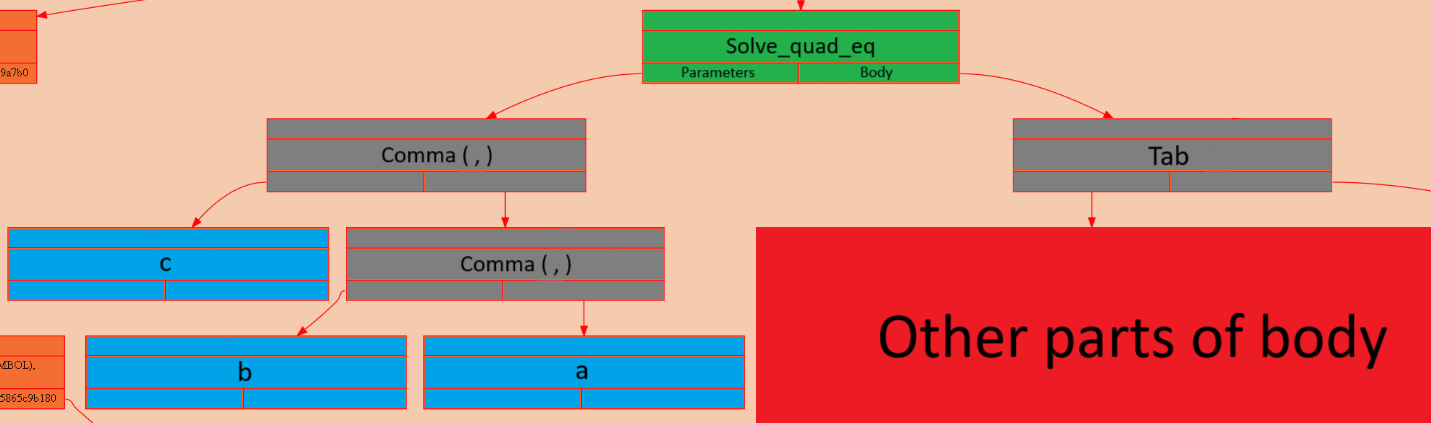 9a7b0
Solve_quad_eq
Parameters Body
Comma ( , )
Tab
c
Comma ( , )
Other parts of body
MBOL),
b
a
5865c9b180